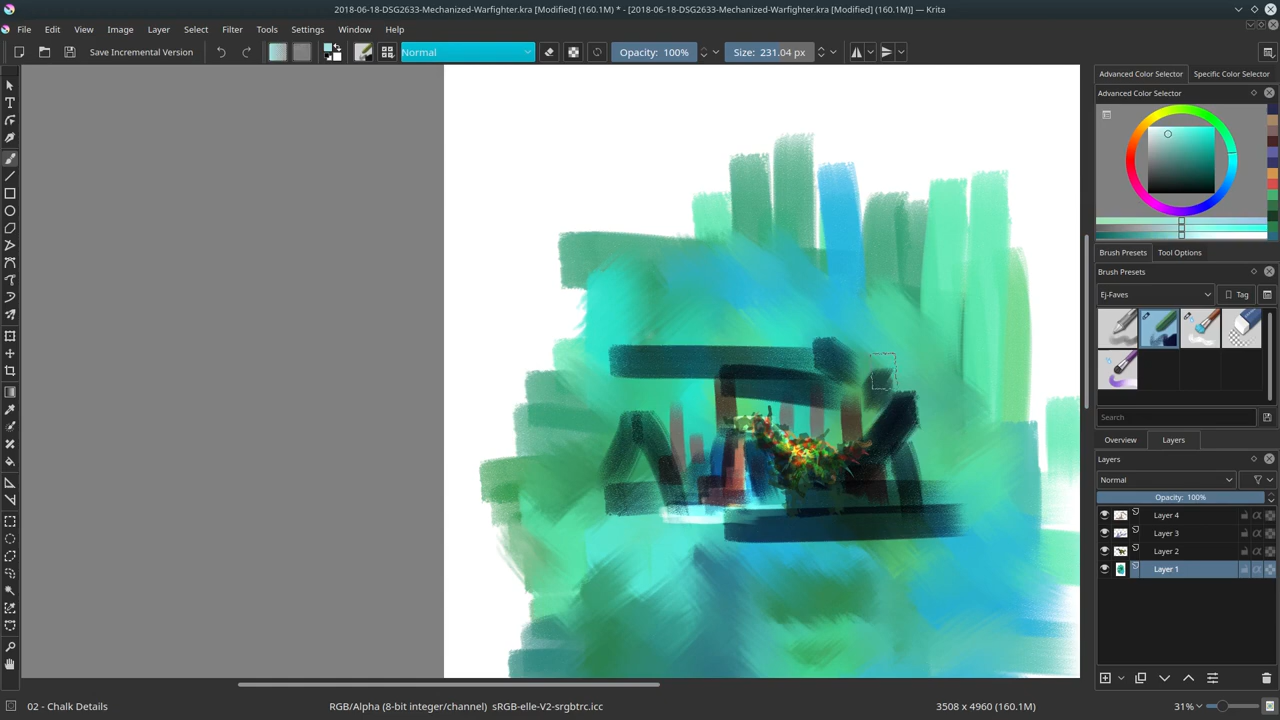 2018-06-18-DSG2633-Mechanized-Warfighter.kra [Modified] (160.1M) * - [2018-06-18-DSG2633-Mechanized-Warfighter.kra [Modified] (160.1M)] — Krita
File Edit View Image Layer Select Filter Tools Settings Window Help
Save Incremental Version Normal Opacity: 100% Size: 231.04 px
Advanced Color Selector Specific Color Selector
Advanced Color Selector
Brush Presets Tool Options
Brush Presets
Ej-Faves Tag
Search
Overview Layers
Layers
Normal
Opacity: 100%
Layer 4
Layer 3
Layer 2
Layer 1
02 - Chalk Details RGB/Alpha (8-bit integer/channel) sRGB-elle-V2-srgbtrc.icc 3508 x 4960 (160.1M) 31%